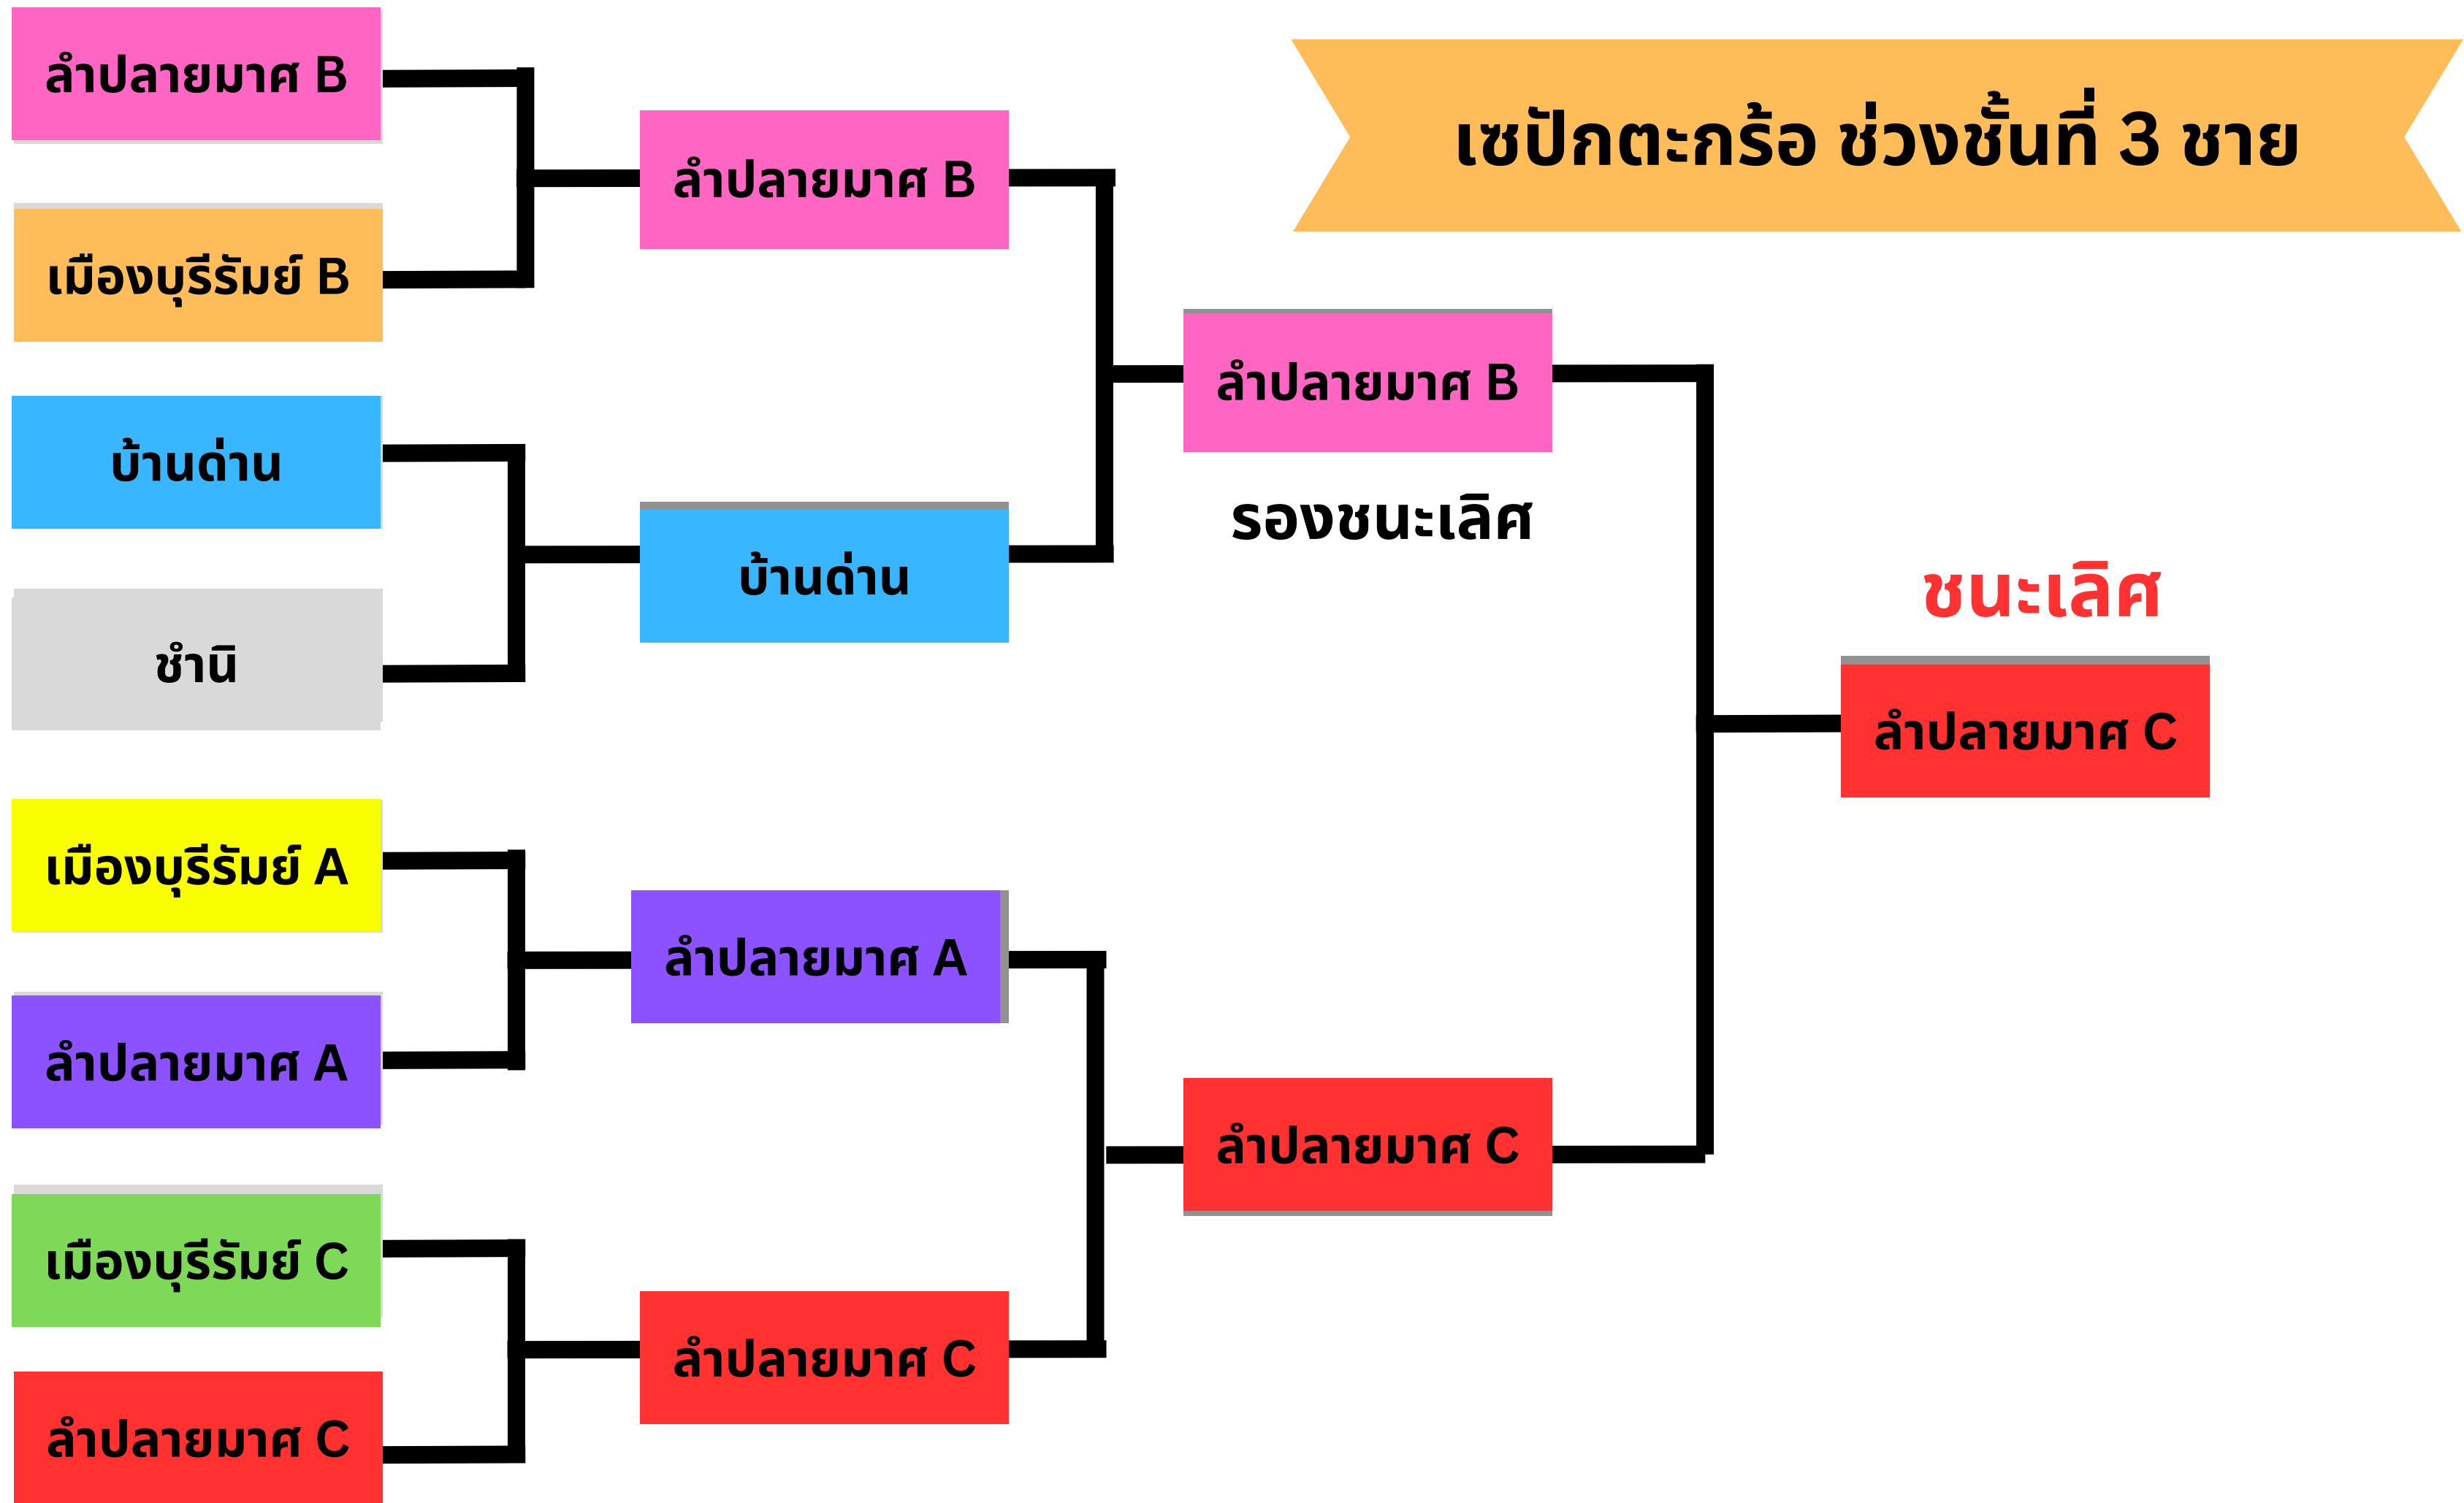 เซปักตะกร้อ ช่วงชั้นที่ 3 ชาย
ลำปลายมาศ B
เมืองบุรีรัมย์ B
บ้านด่าน
ชำนิ
เมืองบุรีรัมย์ A
ลำปลายมาศ A
เมืองบุรีรัมย์ C
ลำปลายมาศ C
ลำปลายมาศ B
บ้านด่าน
ลำปลายมาศ A
ลำปลายมาศ C
ลำปลายมาศ B
รองชนะเลิศ
ลำปลายมาศ C
ชนะเลิศ
ลำปลายมาศ C